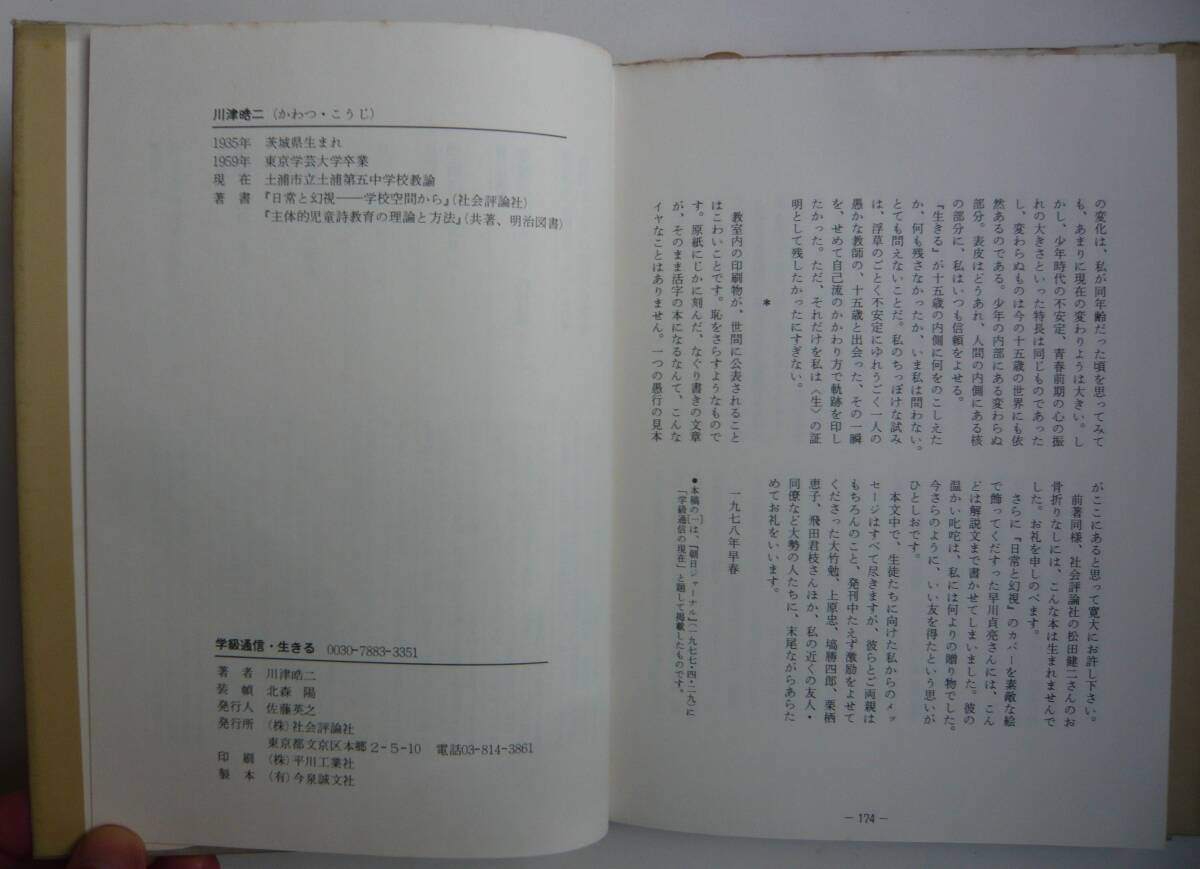 川津晧二（かわつ・こうじ）
1935年 茨城県生まれ
1959年 東京学芸大学卒業
現 在 土浦市立土浦第五中学校教諭
著 書 『日常と幻視――学校空間から』（社会評論社）
『主体的児童詩教育の理論と方法』（共著、明治図書）
学級通信・生きる 0030-7883-3351
著 者 川津晧二
装 幀 北森 陽
発行人 佐藤英之
発行所 （株）社会評論社
東京都文京区本郷2-5-10 電話03-814-3861
印 刷 （株）平川工業社
製 本 （有）今泉誠文社
の変化は、私が同年齢だった頃を思ってみて
も、あまりに現在の変わりようは大きい。し
かし、少年時代の不安定、青春前期の心の振
れの大きさといった特長は同じものであった
し、変わらぬものは今の十五歳の世界にも依
然あるのである。少年の内部にある変わらぬ
部分。表皮はどうあれ、人間の内側にある核
の部分に、私はいつも信頼をよせる。
『生きる』が十五歳の内側に何をのこしえた
か、何も残さなかったか、いま私は問わない。
とても問えないことだ。私のちっぽけな試み
は、浮草のごとく不安定にゆれうごく一人の
愚かな教師の、十五歳と出会った、その一瞬
を、せめて自己流のかかわり方で軌跡を印し
たかった。ただ、それだけを私は〈生〉の証
明として残したかったにすぎない。
＊
教室内の印刷物が、世間に公表されること
はこわいことです。恥をさらすようなもので
す。原紙にじかに刻んだ、なぐり書きの文章
が、そのまま活字の本になるなんて、こんな
イヤなことはありません。一つの愚行の見本
がここにあると思って寛大にお許し下さい。
前著同様、社会評論社の松田健二さんのお
骨折りなしには、こんな本は生まれませんで
した。お礼を申しのべます。
さらに『日常と幻視』のカバーを素敵な絵
で飾ってくだすった早川貞亮さんには、こん
どは解説文まで書かせてしまいました。彼の
温かい叱咤は、私には何よりの贈り物でした。
今さらのように、いい友を得たという思いが
ひとしおです。
本文中で、生徒たちに向けた私からのメッ
セージはすべて尽きますが、彼らとご両親は
もちろんのこと、発刊中たえず激励をよせて
くださった大竹勉、上原忠、塙勝四郎、栗栖
恵子、飛田君枝さんほか、私の近くの友人・
同僚など大勢の人たちに、末尾ながらあらた
めてお礼をいいます。
一九七八年早春
●本稿の［一］は、『朝日ジャーナル』（一九七七・四・二九）に
「学級通信の現在」と題して掲載したものです。
― 174 ―